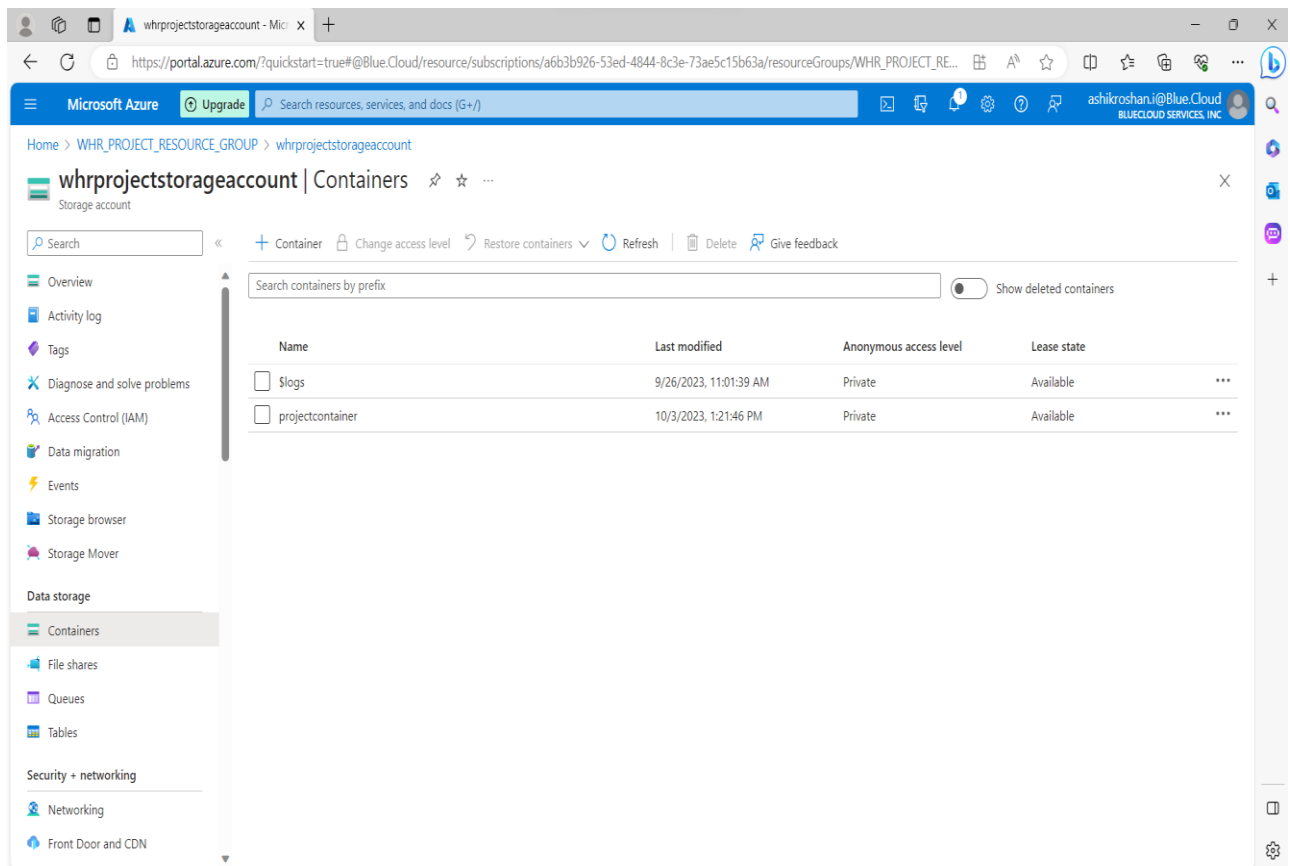 whrprojectstorageaccount - Mic
https://portal.azure.com/?quickstart=true#@Blue.Cloud/resource/subscriptions/a6b3b926-53ed-4844-8c3e-73ae5c15b63a/resourceGroups/WHR_PROJECT_RE...
Microsoft Azure Upgrade Search resources, services, and docs (G+/) 1 ashikroshan.i@Blue.Cloud
BLUECLOUD SERVICES, INC
Home > WHR_PROJECT_RESOURCE_GROUP > whrprojectstorageaccount
whrprojectstorageaccount | Containers
Storage account
Search
Container Change access level Restore containers Refresh Delete Give feedback
Search containers by prefix
Show deleted containers
Name Last modified Anonymous access level Lease state
$logs 9/26/2023, 11:01:39 AM Private Available
projectcontainer 10/3/2023, 1:21:46 PM Private Available
Overview
Activity log
Tags
Diagnose and solve problems
Access Control (IAM)
Data migration
Events
Storage browser
Storage Mover
Data storage
Containers
File shares
Queues
Tables
Security + networking
Networking
Front Door and CDN